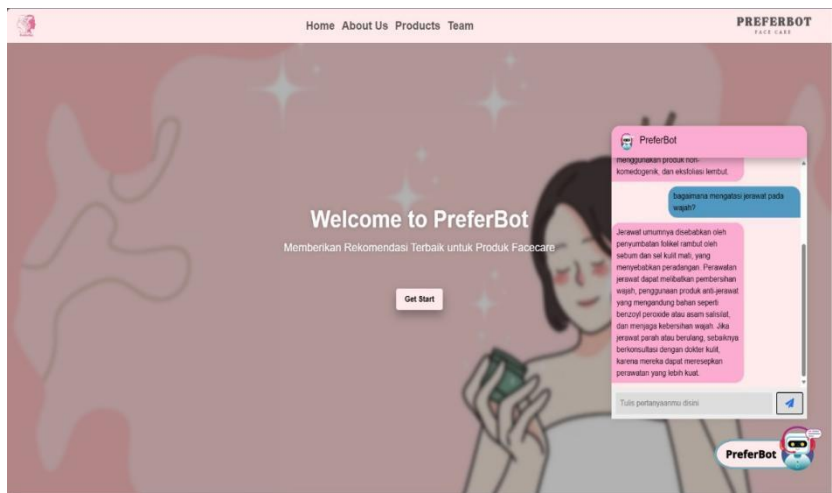 Home About Us Products Team
PREFERBOT
FACE CARE
Welcome to PreferBot
Memberikan Rekomendasi Terbaik untuk Produk Facecare
Get Start
PreferBot
menggunakan produk non-
komedogenik, dan eksfoliasi lembut.
bagaimana mengatasi jerawat pada
wajah?
Jerawat umumnya disebabkan oleh
penyumbatan folikel rambut oleh
sebum dan sel kulit mati, yang
menyebabkan peradangan. Perawatan
jerawat dapat melibatkan pembersihan
wajah, penggunaan produk anti-jerawat
yang mengandung bahan seperti
benzoyl peroxide atau asam salisilat,
dan menjaga kebersihan wajah. Jika
jerawat parah atau berulang, sebaiknya
berkonsultasi dengan dokter kulit,
karena mereka dapat meresepkan
perawatan yang lebih kuat.
Tulis pertanyaanmu disini
PreferBot